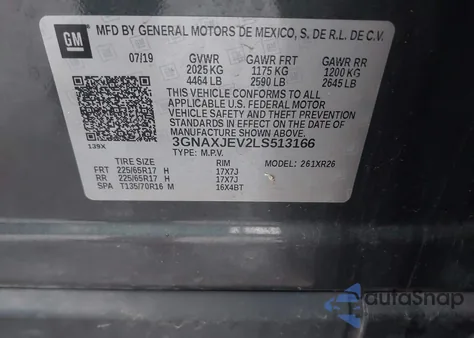 GM
MFD BY GENERAL MOTORS DE MEXICO, S. DE R.L. DE C.V.
07/19 GVWR GAWR FRT GAWR RR
2025 KG 1175 KG 1200 KG
4464 LB 2590 LB 2645 LB
THIS VEHICLE CONFORMS TO ALL
APPLICABLE U.S. FEDERAL MOTOR
VEHICLE SAFETY AND THEFT PREVENTION
STANDARDS IN EFFECT ON THE DATE OF
MANUFACTURE SHOWN ABOVE.
139X
3GNAXJEV2LS513166
TYPE: M.P.V. MODEL: 261XR26
TIRE SIZE RIM
FRT 225/65R17 H 17X7J
RR 225/65R17 H 17X7J
SPA T135/70R16 M 16X4BT
autoSnap